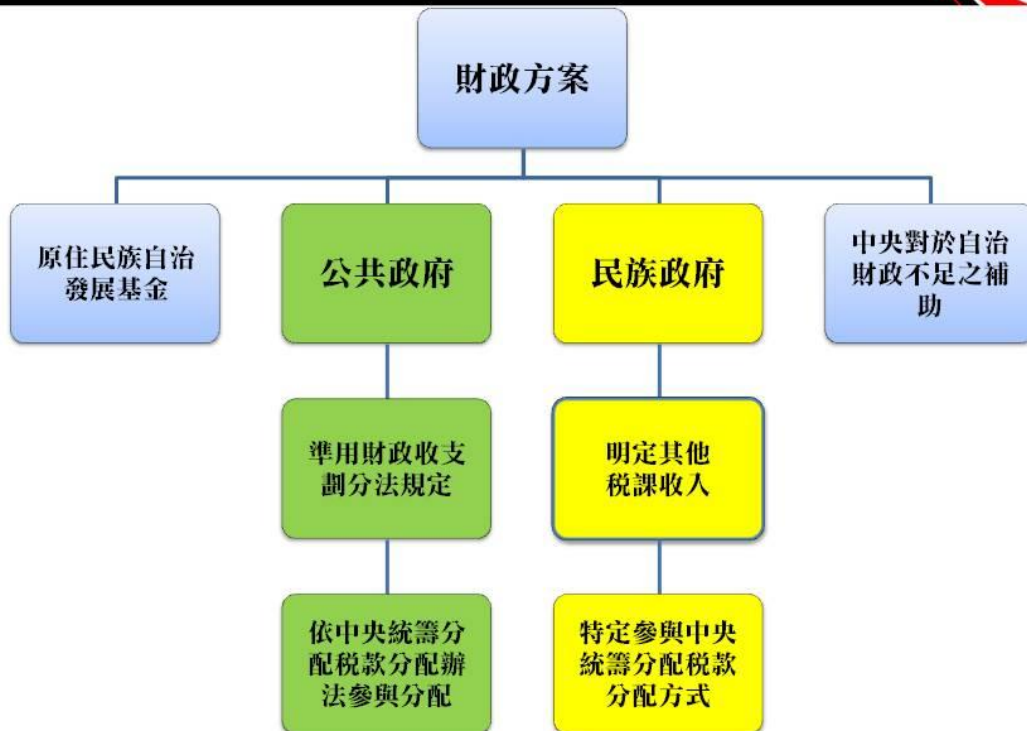 財政方案
原住民族自治
發展基金
公共政府
民族政府
中央對於自治
財政不足之補
助
準用財政收支
劃分法規定
明定其他
稅課收入
依中央統籌分
配稅款分配辦
法參與分配
特定參與中央
統籌分配稅款
分配方式